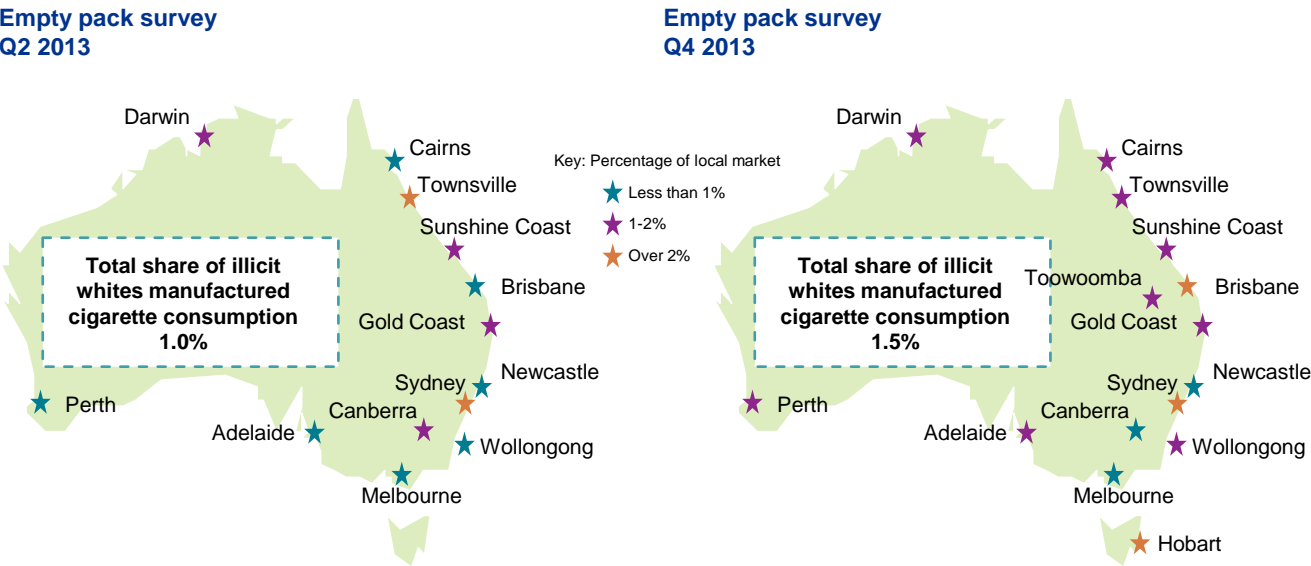 Empty pack survey
Q2 2013
Darwin
Cairns
Townsville
Sunshine Coast
Brisbane
Gold Coast
Newcastle
Sydney
Canberra
Wollongong
Adelaide
Perth
Melbourne
Total share of illicit
whites manufactured
cigarette consumption
1.0%
Key: Percentage of local market
Less than 1%
1-2%
Over 2%
Empty pack survey
Q4 2013
Darwin
Cairns
Townsville
Sunshine Coast
Toowoomba
Brisbane
Gold Coast
Newcastle
Sydney
Canberra
Wollongong
Adelaide
Perth
Melbourne
Hobart
Total share of illicit
whites manufactured
cigarette consumption
1.5%